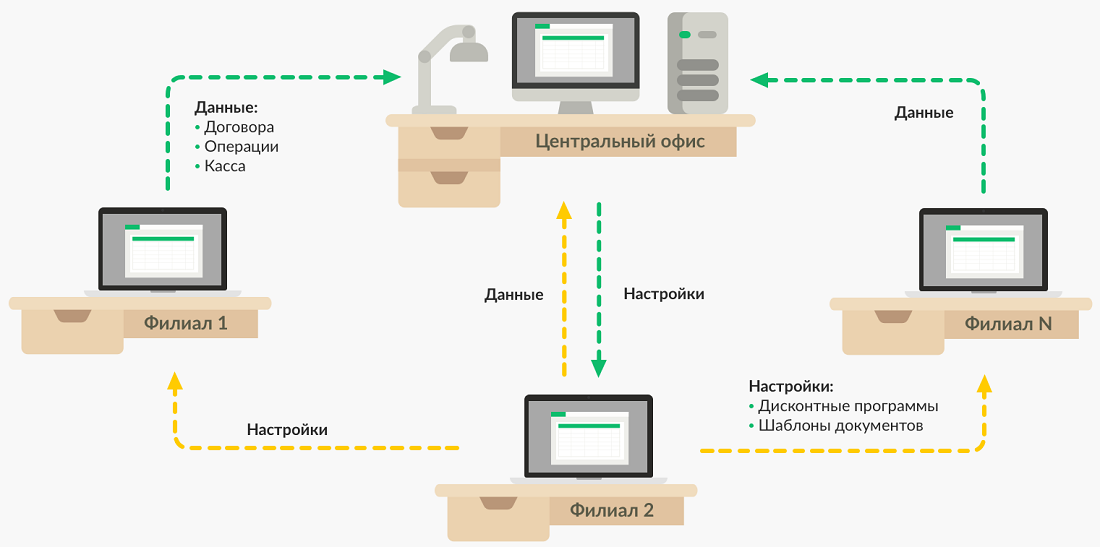 Данные:
• Договора
• Операции
• Касса
Центральный офис
Данные
Филиал 1
Данные
Настройки
Филиал N
Настройки
Настройки:
• Дисконтные программы
• Шаблоны документов
Филиал 2